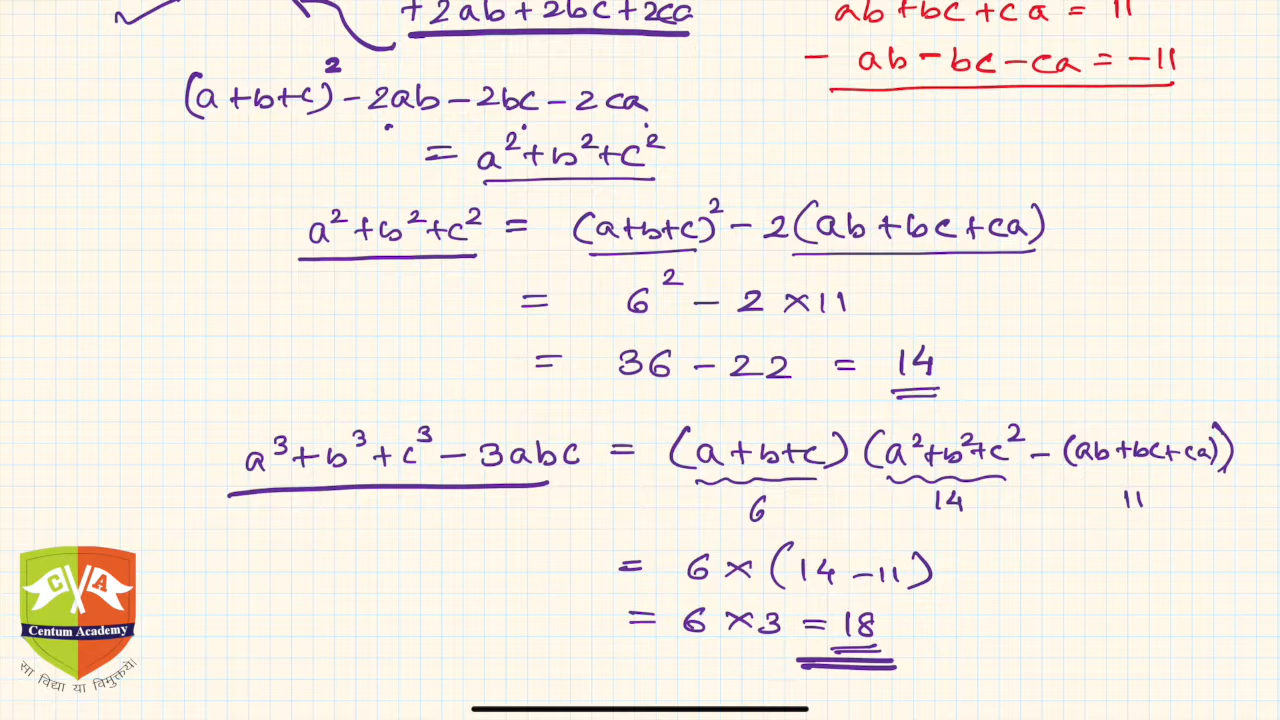 +2ab+2bc+2ca
ab+bc+ca = 11
- ab-bc-ca = -11
(a+b+c)² - 2ab - 2bc - 2ca
= a²+b²+c²
a²+b²+c² = (a+b+c)² - 2(ab+bc+ca)
= 6² - 2×11
= 36 - 22 = 14
a³+b³+c³ - 3abc = (a+b+c)(a²+b²+c² - (ab+bc+ca))
6 14 11
= 6×(14-11)
= 6×3 = 18
C A
Centum Academy
सा विद्या या विमुक्तये